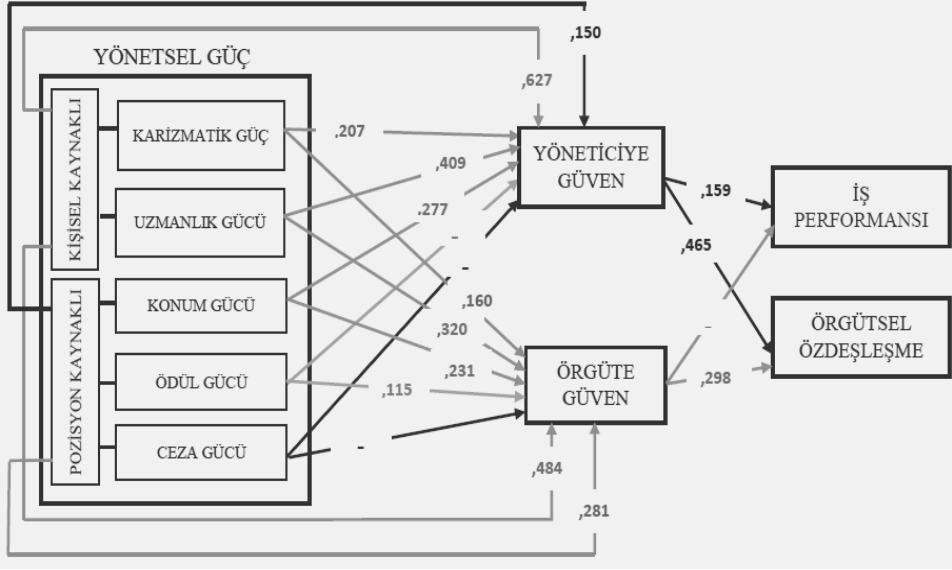 ,150
,627
YÖNETSEL GÜÇ
KİŞİSEL KAYNAKLI
POZİSYON KAYNAKLI
KARİZMATİK GÜÇ
UZMANLIK GÜCÜ
KONUM GÜCÜ
ÖDÜL GÜCÜ
CEZA GÜCÜ
,207
,409
,277
-
-
,160
,320
,231
,115
-
YÖNETİCİYE
GÜVEN
ÖRGÜTE
GÜVEN
,484
,281
,159
,465
-
,298
İŞ
PERFORMANSI
ÖRGÜTSEL
ÖZDEŞLEŞME